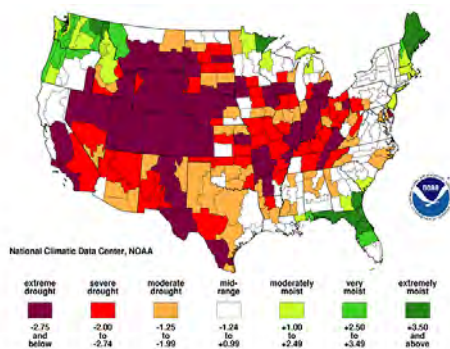 noaa
National Climatic Data Center, NOAA
extreme drought
severe drought
moderate drought
mid-range
moderately moist
very moist
extremely moist
-2.75 and below
-2.00 to -2.74
-1.25 to -1.99
-1.24 to +0.99
+1.00 to +2.49
+2.50 to +3.49
+3.50 and above